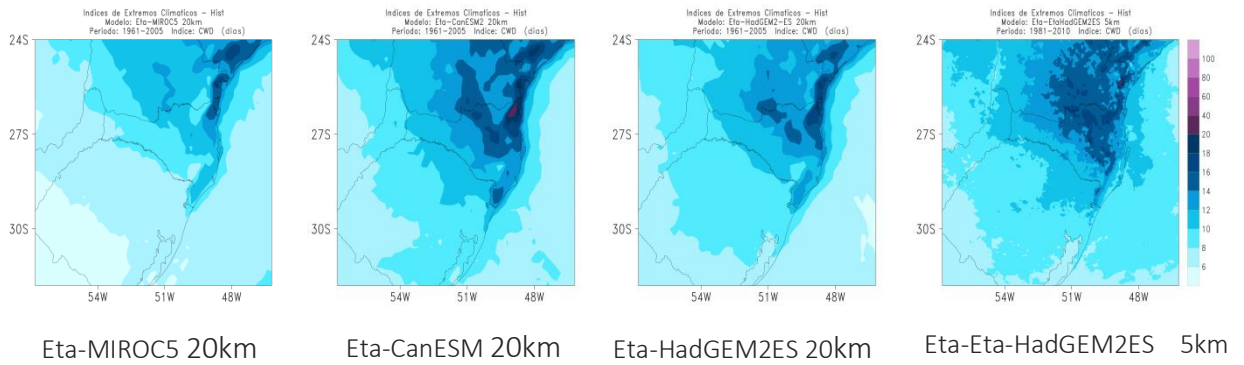 Indices de Extremos Climaticos – Hist
Modelo: Eta–MIROC5 20km
Periodo: 1961–2005 Indice: CWD (dias)
24S
27S
30S
54W 51W 48W
Eta-MIROC5 20km
Indices de Extremos Climaticos – Hist
Modelo: Eta–CanESM2 20km
Periodo: 1961–2005 Indice: CWD (dias)
24S
27S
30S
54W 51W 48W
Eta-CanESM 20km
Indices de Extremos Climaticos – Hist
Modelo: Eta–HadGEM2–ES 20km
Periodo: 1961–2005 Indice: CWD (dias)
24S
27S
30S
54W 51W 48W
Eta-HadGEM2ES 20km
Indices de Extremos Climaticos – Hist
Modelo: Eta–EtaHadGEM2ES 5km
Periodo: 1981–2010 Indice: CWD (dias)
24S
27S
30S
54W 51W 48W
100
80
60
40
20
18
16
14
12
10
8
6
Eta-Eta-HadGEM2ES 5km